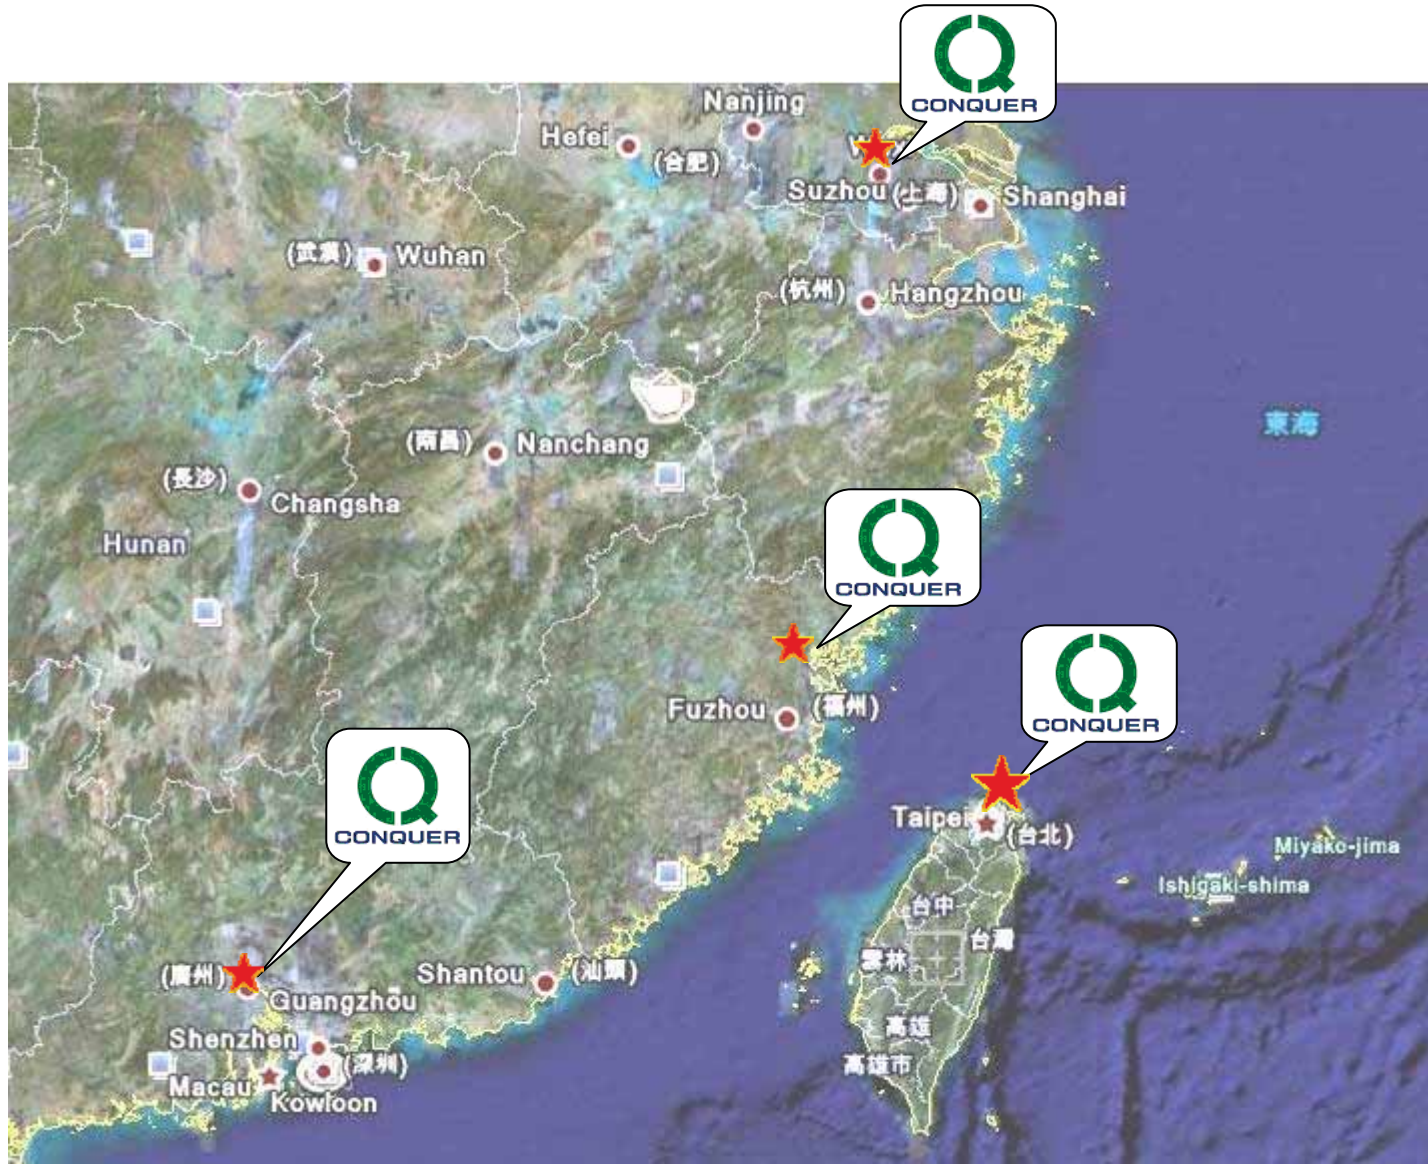 CONQUER
Nanjing
Hefei
(合肥)
Suzhou
(上海)
Shanghai
(武漢)
Wuhan
(杭州)
Hangzhou
東海
(南昌)
Nanchang
(長沙)
Changsha
Hunan
CONQUER
CONQUER
Fuzhou
(福州)
CONQUER
Taipei
(台北)
Miyako-jima
Ishigaki-shima
台中
台灣
雲林
(廣州)
Guangzhou
Shantou
(汕頭)
高雄
Shenzhen
(深圳)
高雄市
Macau
Kowloon